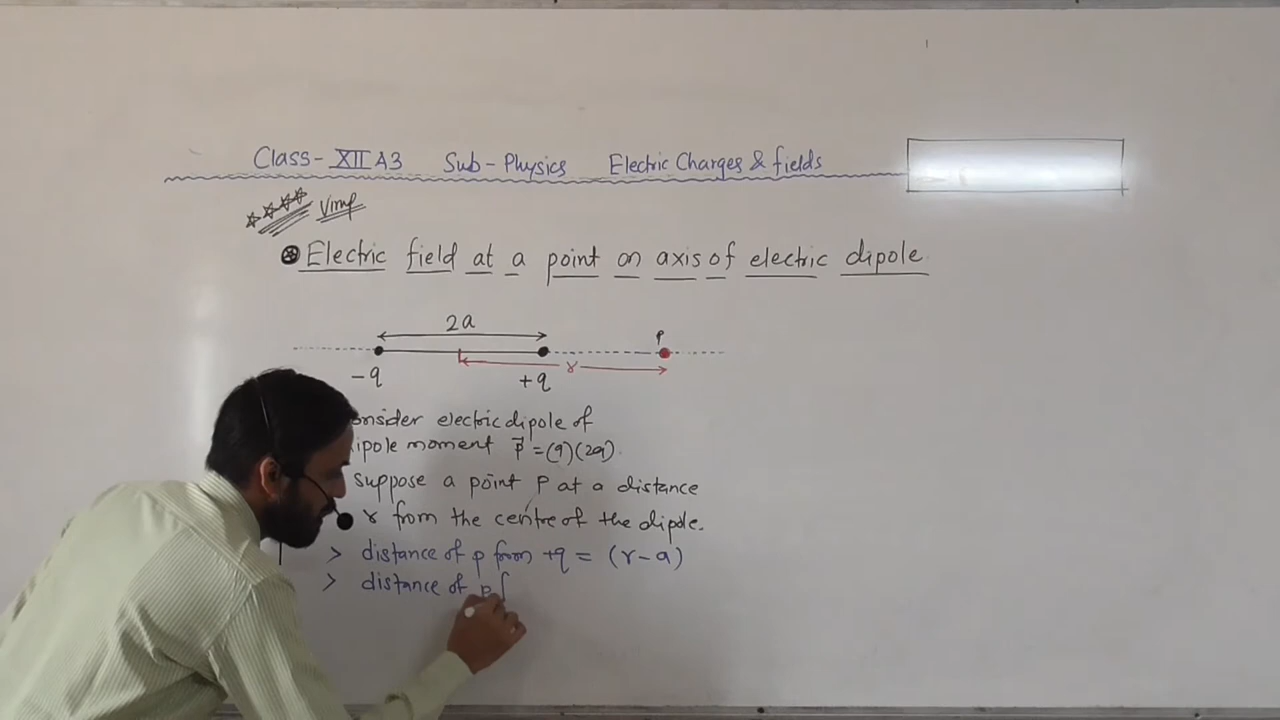 Class-XII A3 Sub-Physics Electric Charges & fields
Vimp
Electric field at a point on axis of electric dipole
2a
P
-q +q r
onsider electric dipole of
ipole moment p⃗ = (q)(2a).
suppose a point P at a distance
r from the centre of the dipole.
> distance of p from +q = (r-a)
> distance of p f